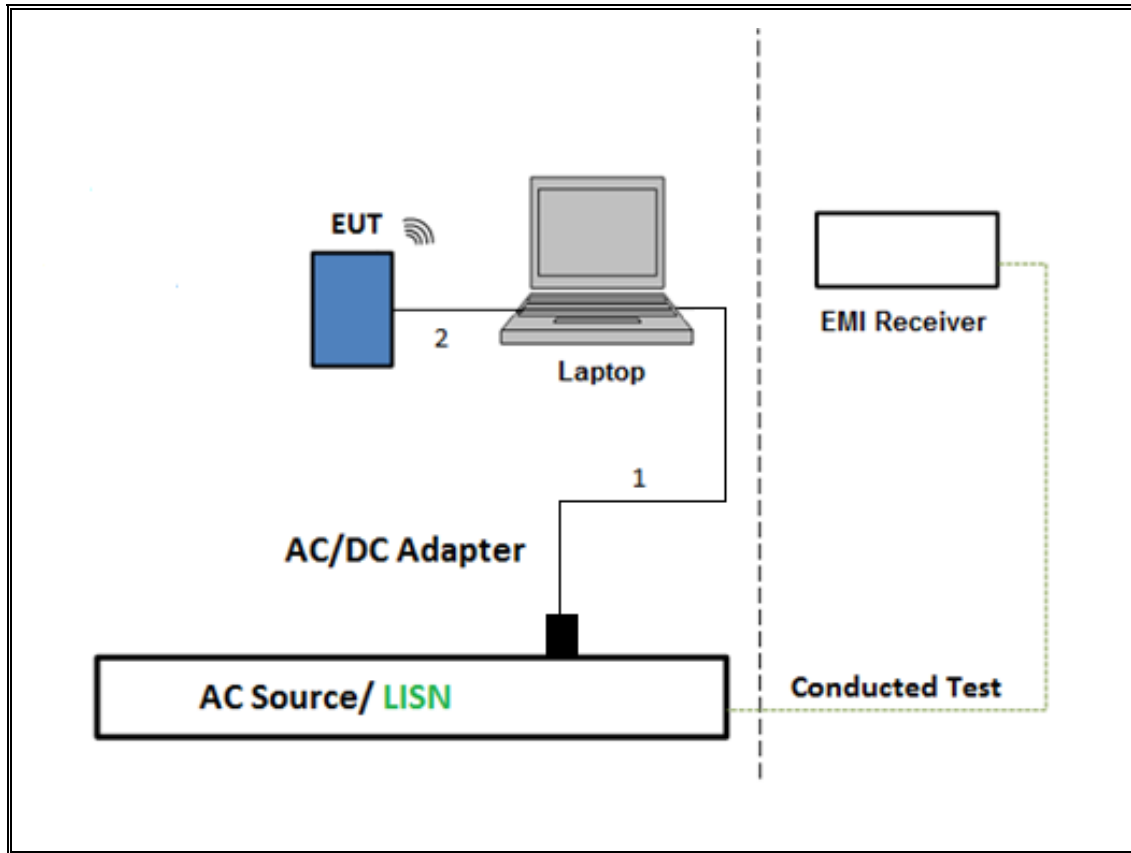 EUT
2
Laptop
EMI Receiver
1
AC/DC Adapter
AC Source/ LISN
Conducted Test